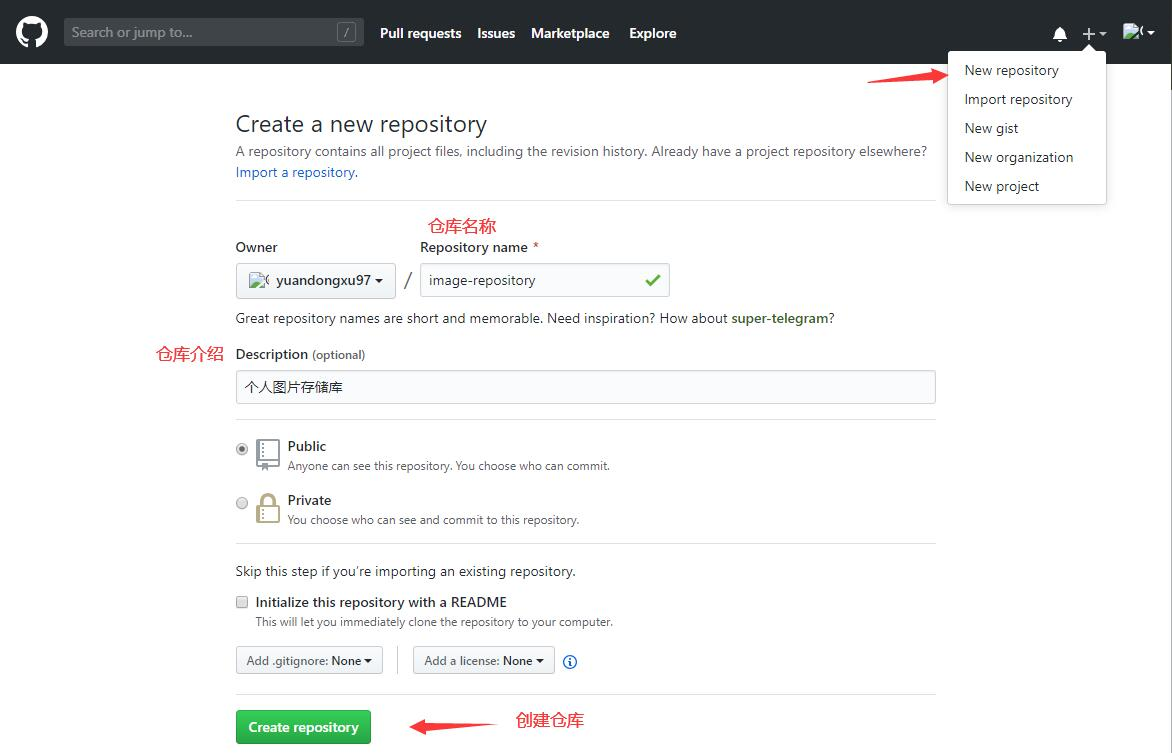 Search or jump to... /
Pull requests
Issues
Marketplace
Explore
New repository
Import repository
New gist
New organization
New project
Create a new repository
A repository contains all project files, including the revision history. Already have a project repository elsewhere?
Import a repository.
仓库名称
Owner
Repository name *
yuandongxu97 / image-repository
Great repository names are short and memorable. Need inspiration? How about super-telegram?
仓库介绍 Description (optional)
个人图片存储库
Public
Anyone can see this repository. You choose who can commit.
Private
You choose who can see and commit to this repository.
Skip this step if you're importing an existing repository.
Initialize this repository with a README
This will let you immediately clone the repository to your computer.
Add .gitignore: None
Add a license: None
Create repository
创建仓库